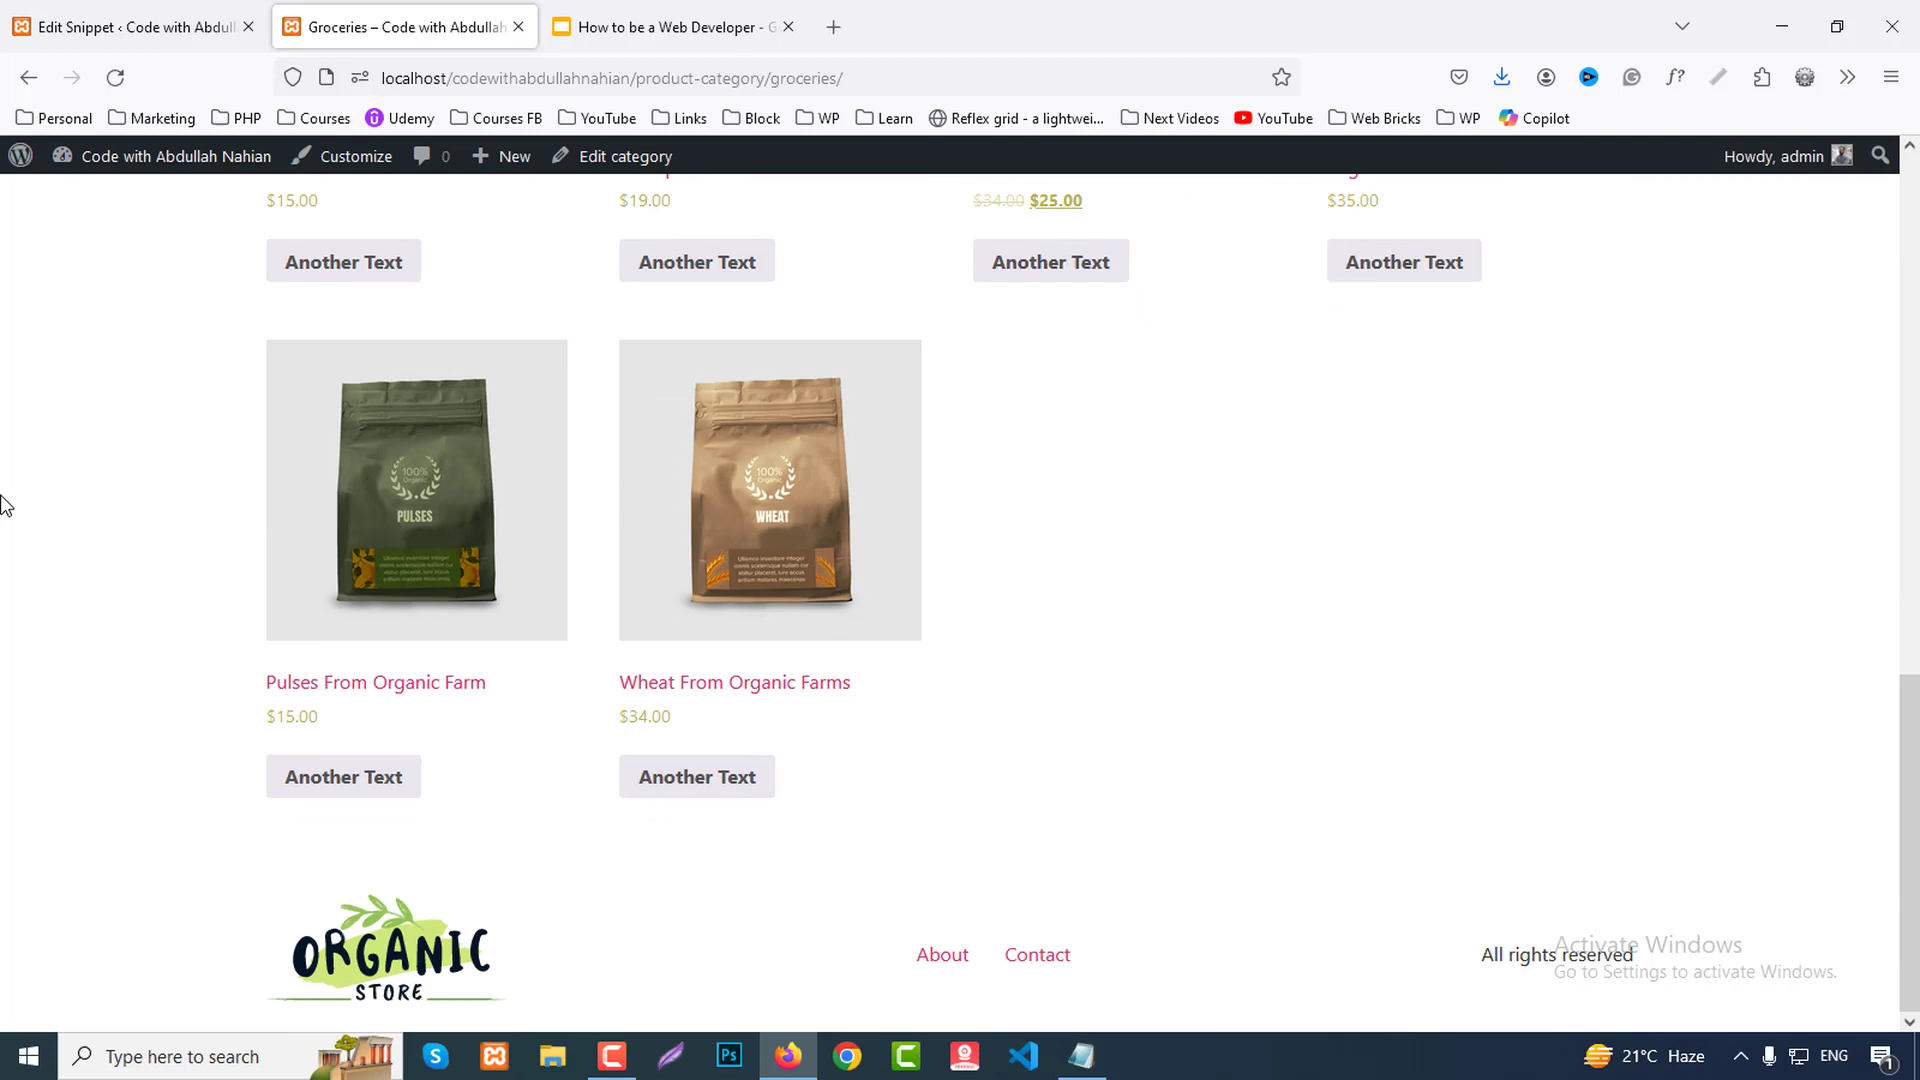 Edit Snippet ‹ Code with Abdull
Groceries – Code with Abdullah
How to be a Web Developer - G
localhost/codewithabdullahnahian/product-category/groceries/
f?
Personal Marketing PHP Courses Udemy Courses FB YouTube Links Block WP Learn Reflex grid - a lightwei... Next Videos YouTube Web Bricks WP Copilot
Code with Abdullah Nahian Customize 0 New Edit category Howdy, admin
$15.00 $19.00 $34.00 $25.00 $35.00
Another Text Another Text Another Text Another Text
100%
Organic
PULSES
100%
Organic
WHEAT
Pulses From Organic Farm Wheat From Organic Farms
$15.00 $34.00
Another Text Another Text
ORGANIC
STORE
About Contact
All rights reserved
Activate Windows
Go to Settings to activate Windows.
Type here to search
S
Ps
C
21°C Haze ENG
1